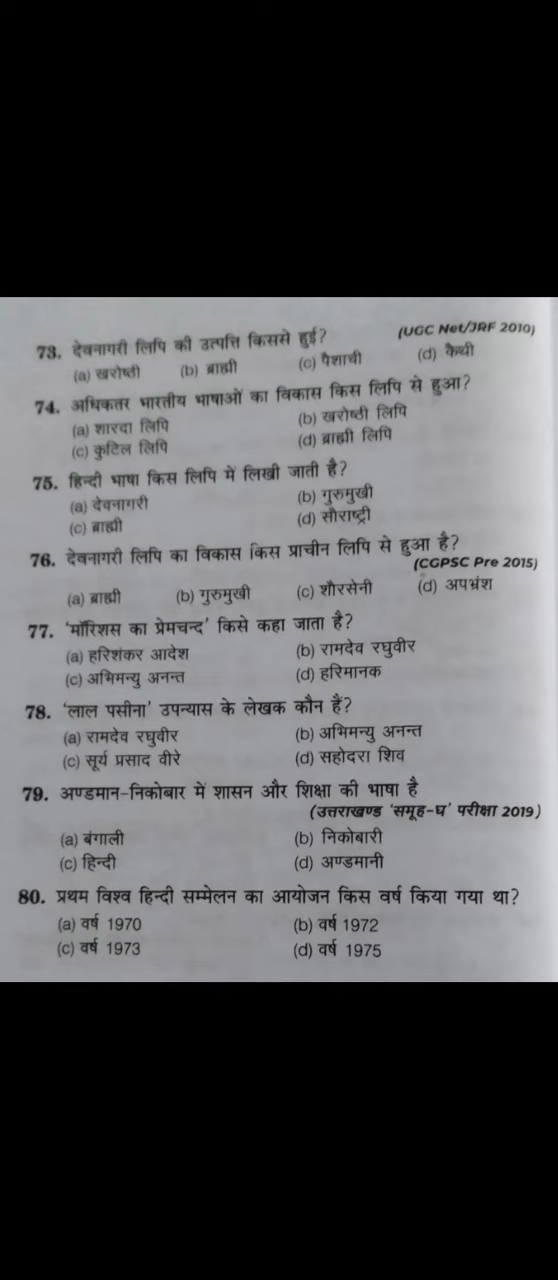 73. देवनागरी लिपि की उत्पत्ति किससे हुई? (UGC Net/JRF 2010)
(a) खरोष्ठी (b) ब्राह्मी (c) पैशाची (d) कैथी
74. अधिकतर भारतीय भाषाओं का विकास किस लिपि से हुआ?
(a) शारदा लिपि (b) खरोष्ठी लिपि
(c) कुटिल लिपि (d) ब्राह्मी लिपि
75. हिन्दी भाषा किस लिपि में लिखी जाती है?
(a) देवनागरी (b) गुरुमुखी
(c) ब्राह्मी (d) सौराष्ट्री
76. देवनागरी लिपि का विकास किस प्राचीन लिपि से हुआ है?
(CGPSC Pre 2015)
(a) ब्राह्मी (b) गुरुमुखी (c) शौरसेनी (d) अपभ्रंश
77. 'मॉरिशस का प्रेमचन्द' किसे कहा जाता है?
(a) हरिशंकर आदेश (b) रामदेव रघुवीर
(c) अभिमन्यु अनन्त (d) हरिमानक
78. 'लाल पसीना' उपन्यास के लेखक कौन हैं?
(a) रामदेव रघुवीर (b) अभिमन्यु अनन्त
(c) सूर्य प्रसाद वीरे (d) सहोदरा शिव
79. अण्डमान-निकोबार में शासन और शिक्षा की भाषा है
(उत्तराखण्ड 'समूह-घ' परीक्षा 2019)
(a) बंगाली (b) निकोबारी
(c) हिन्दी (d) अण्डमानी
80. प्रथम विश्व हिन्दी सम्मेलन का आयोजन किस वर्ष किया गया था?
(a) वर्ष 1970 (b) वर्ष 1972
(c) वर्ष 1973 (d) वर्ष 1975